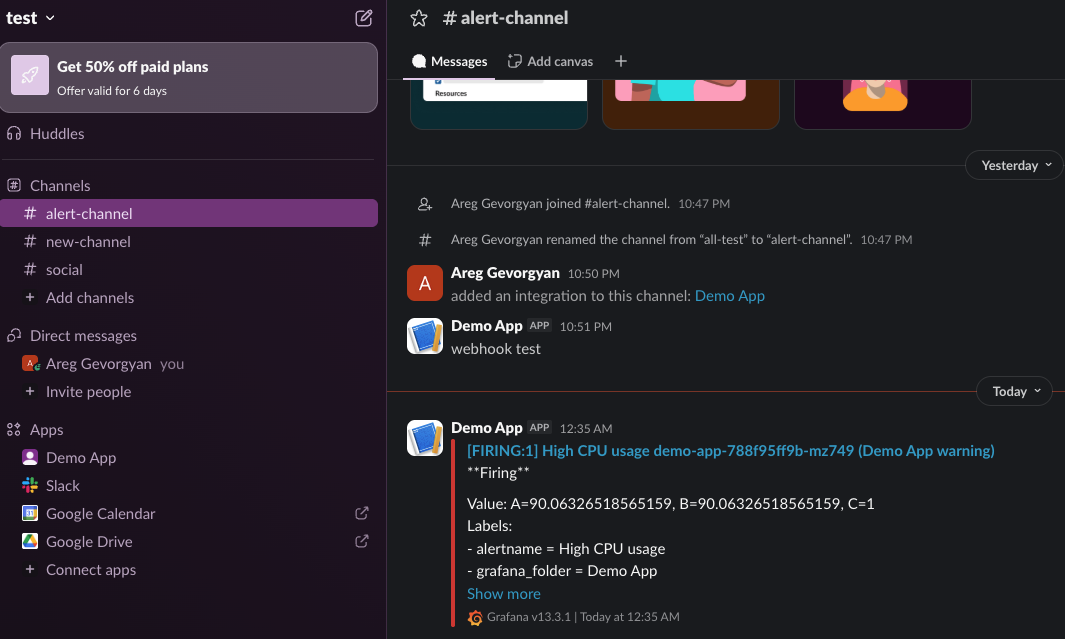 test
Get 50% off paid plans
Offer valid for 6 days
Huddles
Channels
# alert-channel
# new-channel
# social
+ Add channels
Direct messages
A Areg Gevorgyan you
+ Invite people
Apps
Demo App
Slack
Google Calendar
Google Drive
+ Connect apps
# alert-channel
Messages Add canvas +
Resources
Yesterday
Areg Gevorgyan joined #alert-channel. 10:47 PM
# Areg Gevorgyan renamed the channel from “all-test” to “alert-channel”. 10:47 PM
A
Areg Gevorgyan 10:50 PM
added an integration to this channel: Demo App
Demo App APP 10:51 PM
webhook test
Today
Demo App APP 12:35 AM
[FIRING:1] High CPU usage demo-app-788f95ff9b-mz749 (Demo App warning)
**Firing**
Value: A=90.06326518565159, B=90.06326518565159, C=1
Labels:
- alertname = High CPU usage
- grafana_folder = Demo App
Show more
Grafana v13.3.1 | Today at 12:35 AM